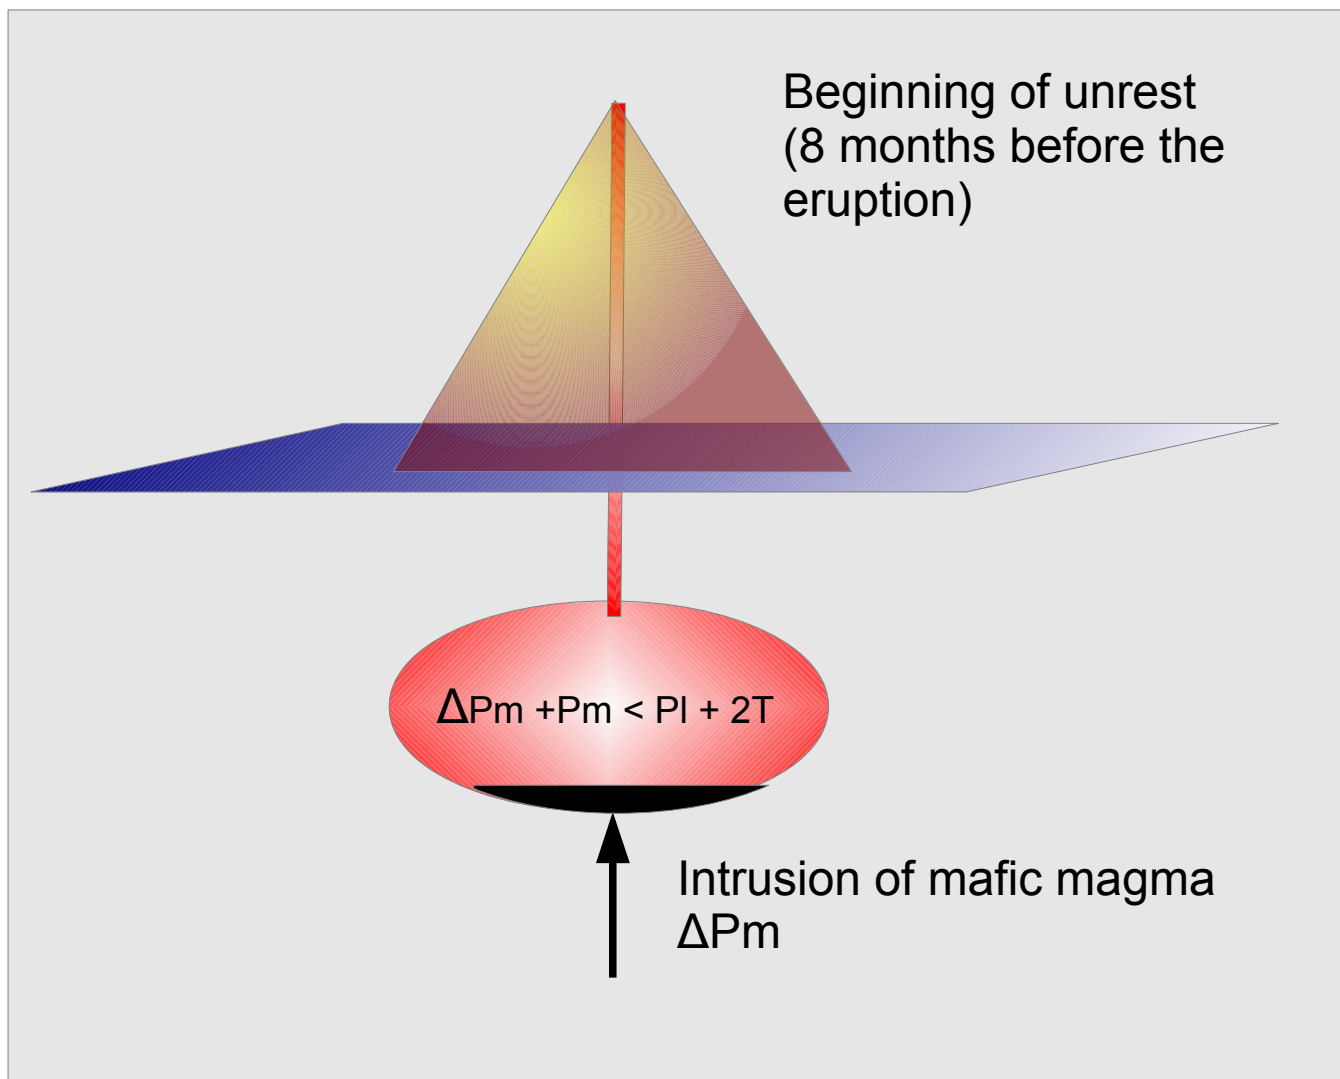 Beginning of unrest
(8 months before the
eruption)
ΔPm +Pm < Pl + 2T
Intrusion of mafic magma
ΔPm